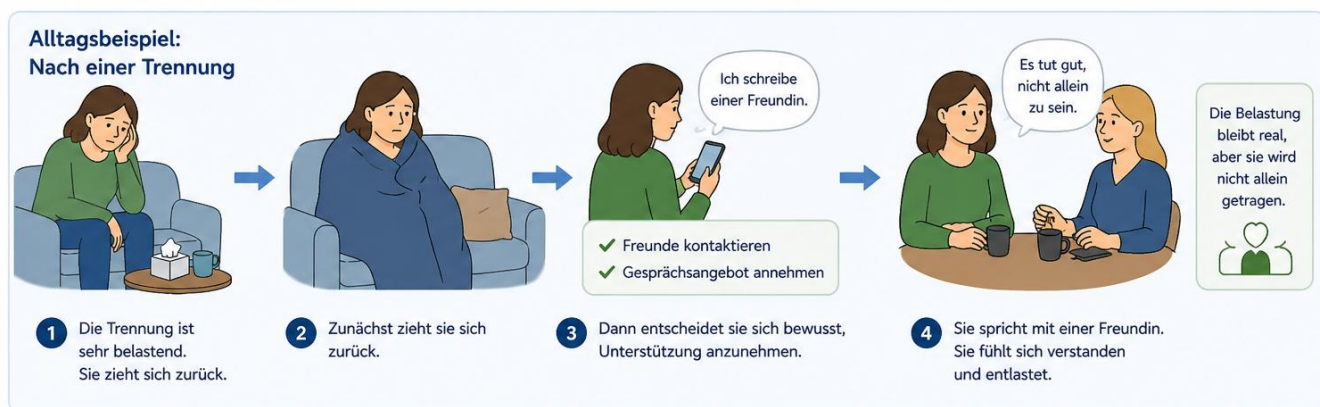 Alltagsbeispiel:
Nach einer Trennung
Ich schreibe
einer Freundin.
Freunde kontaktieren
Gesprächsangebot annehmen
Es tut gut,
nicht allein
zu sein.
Die Belastung
bleibt real,
aber sie wird
nicht allein
getragen.
1 Die Trennung ist
sehr belastend.
Sie zieht sich zurück.
2 Zunächst zieht sie sich
zurück.
3 Dann entscheidet sie sich bewusst,
Unterstützung anzunehmen.
4 Sie spricht mit einer Freundin.
Sie fühlt sich verstanden
und entlastet.